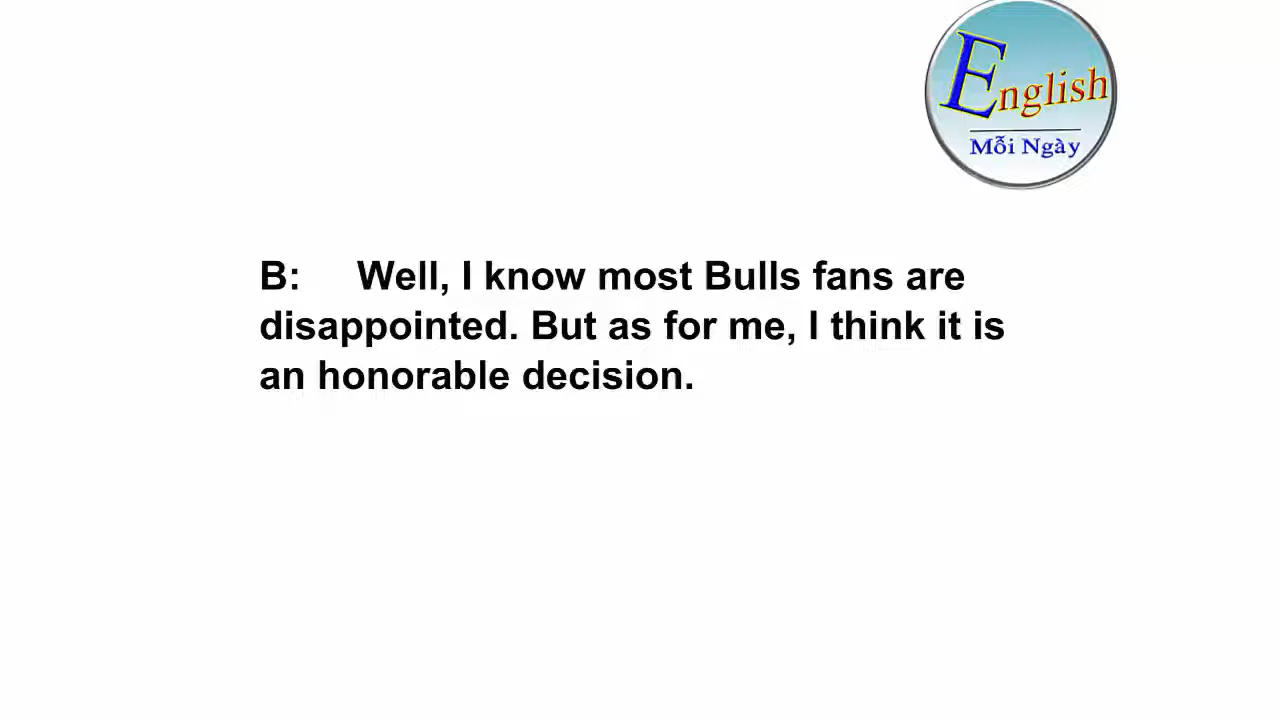 English
Mỗi Ngày
B: Well, I know most Bulls fans are
disappointed. But as for me, I think it is
an honorable decision.